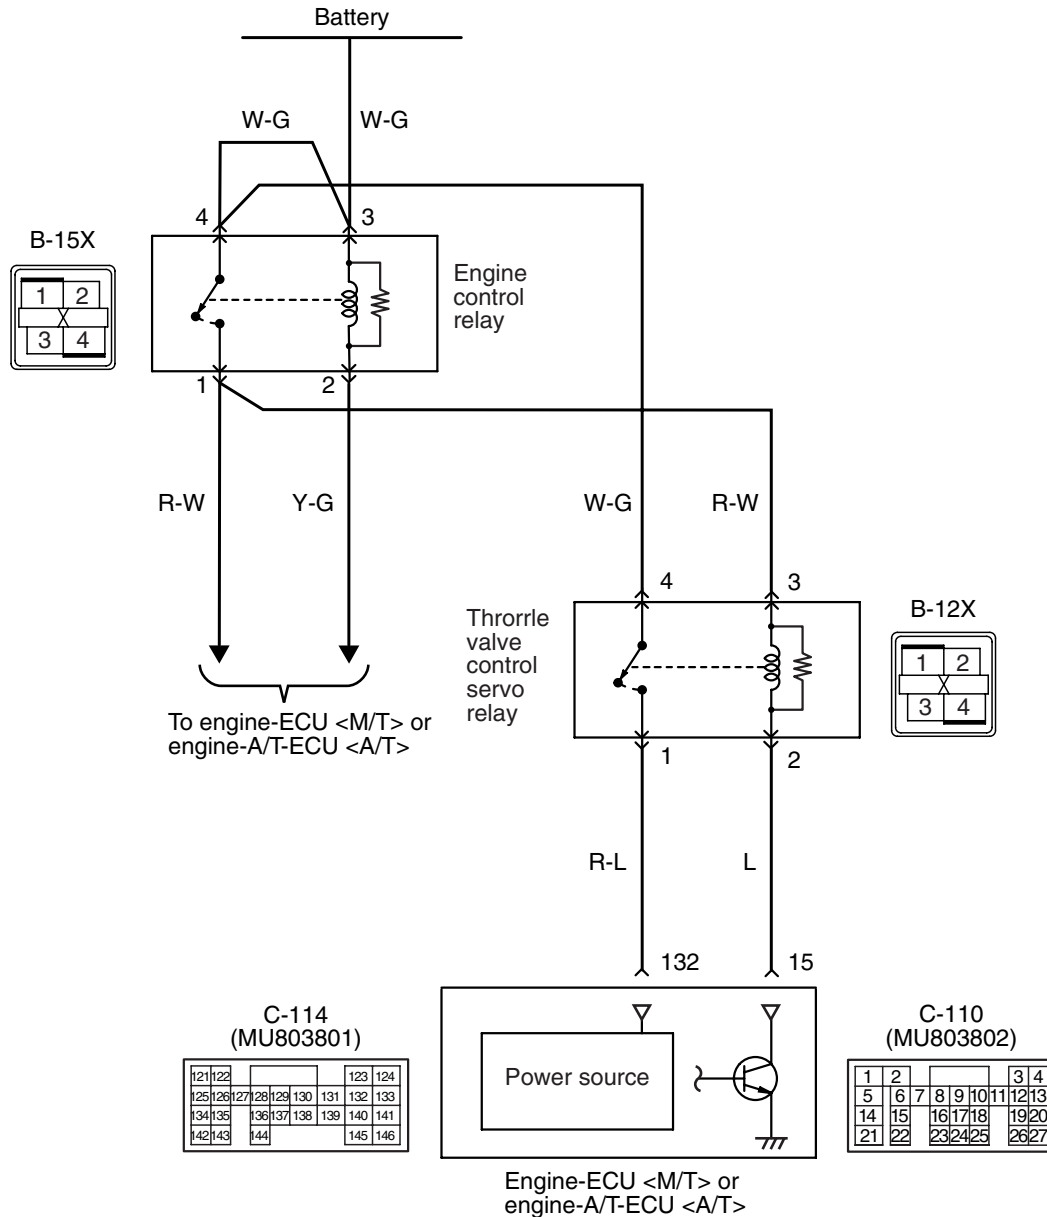 Battery
W-G W-G
4 3
B-15X
1 2
3 4
Engine
control
relay
1 2
R-W Y-G W-G R-W
4 3
Throrrle
valve
control
servo
relay
B-12X
1 2
3 4
To engine-ECU <M/T> or
engine-A/T-ECU <A/T>
1 2
R-L L
132 15
C-114
(MU803801)
121 122 123 124
125 126 127 128 129 130 131 132 133
134 135 136 137 138 139 140 141
142 143 144 145 146
Power source
C-110
(MU803802)
1 2 3 4
5 6 7 8 9 10 11 12 13
14 15 16 17 18 19 20
21 22 23 24 25 26 27
Engine-ECU <M/T> or
engine-A/T-ECU <A/T>